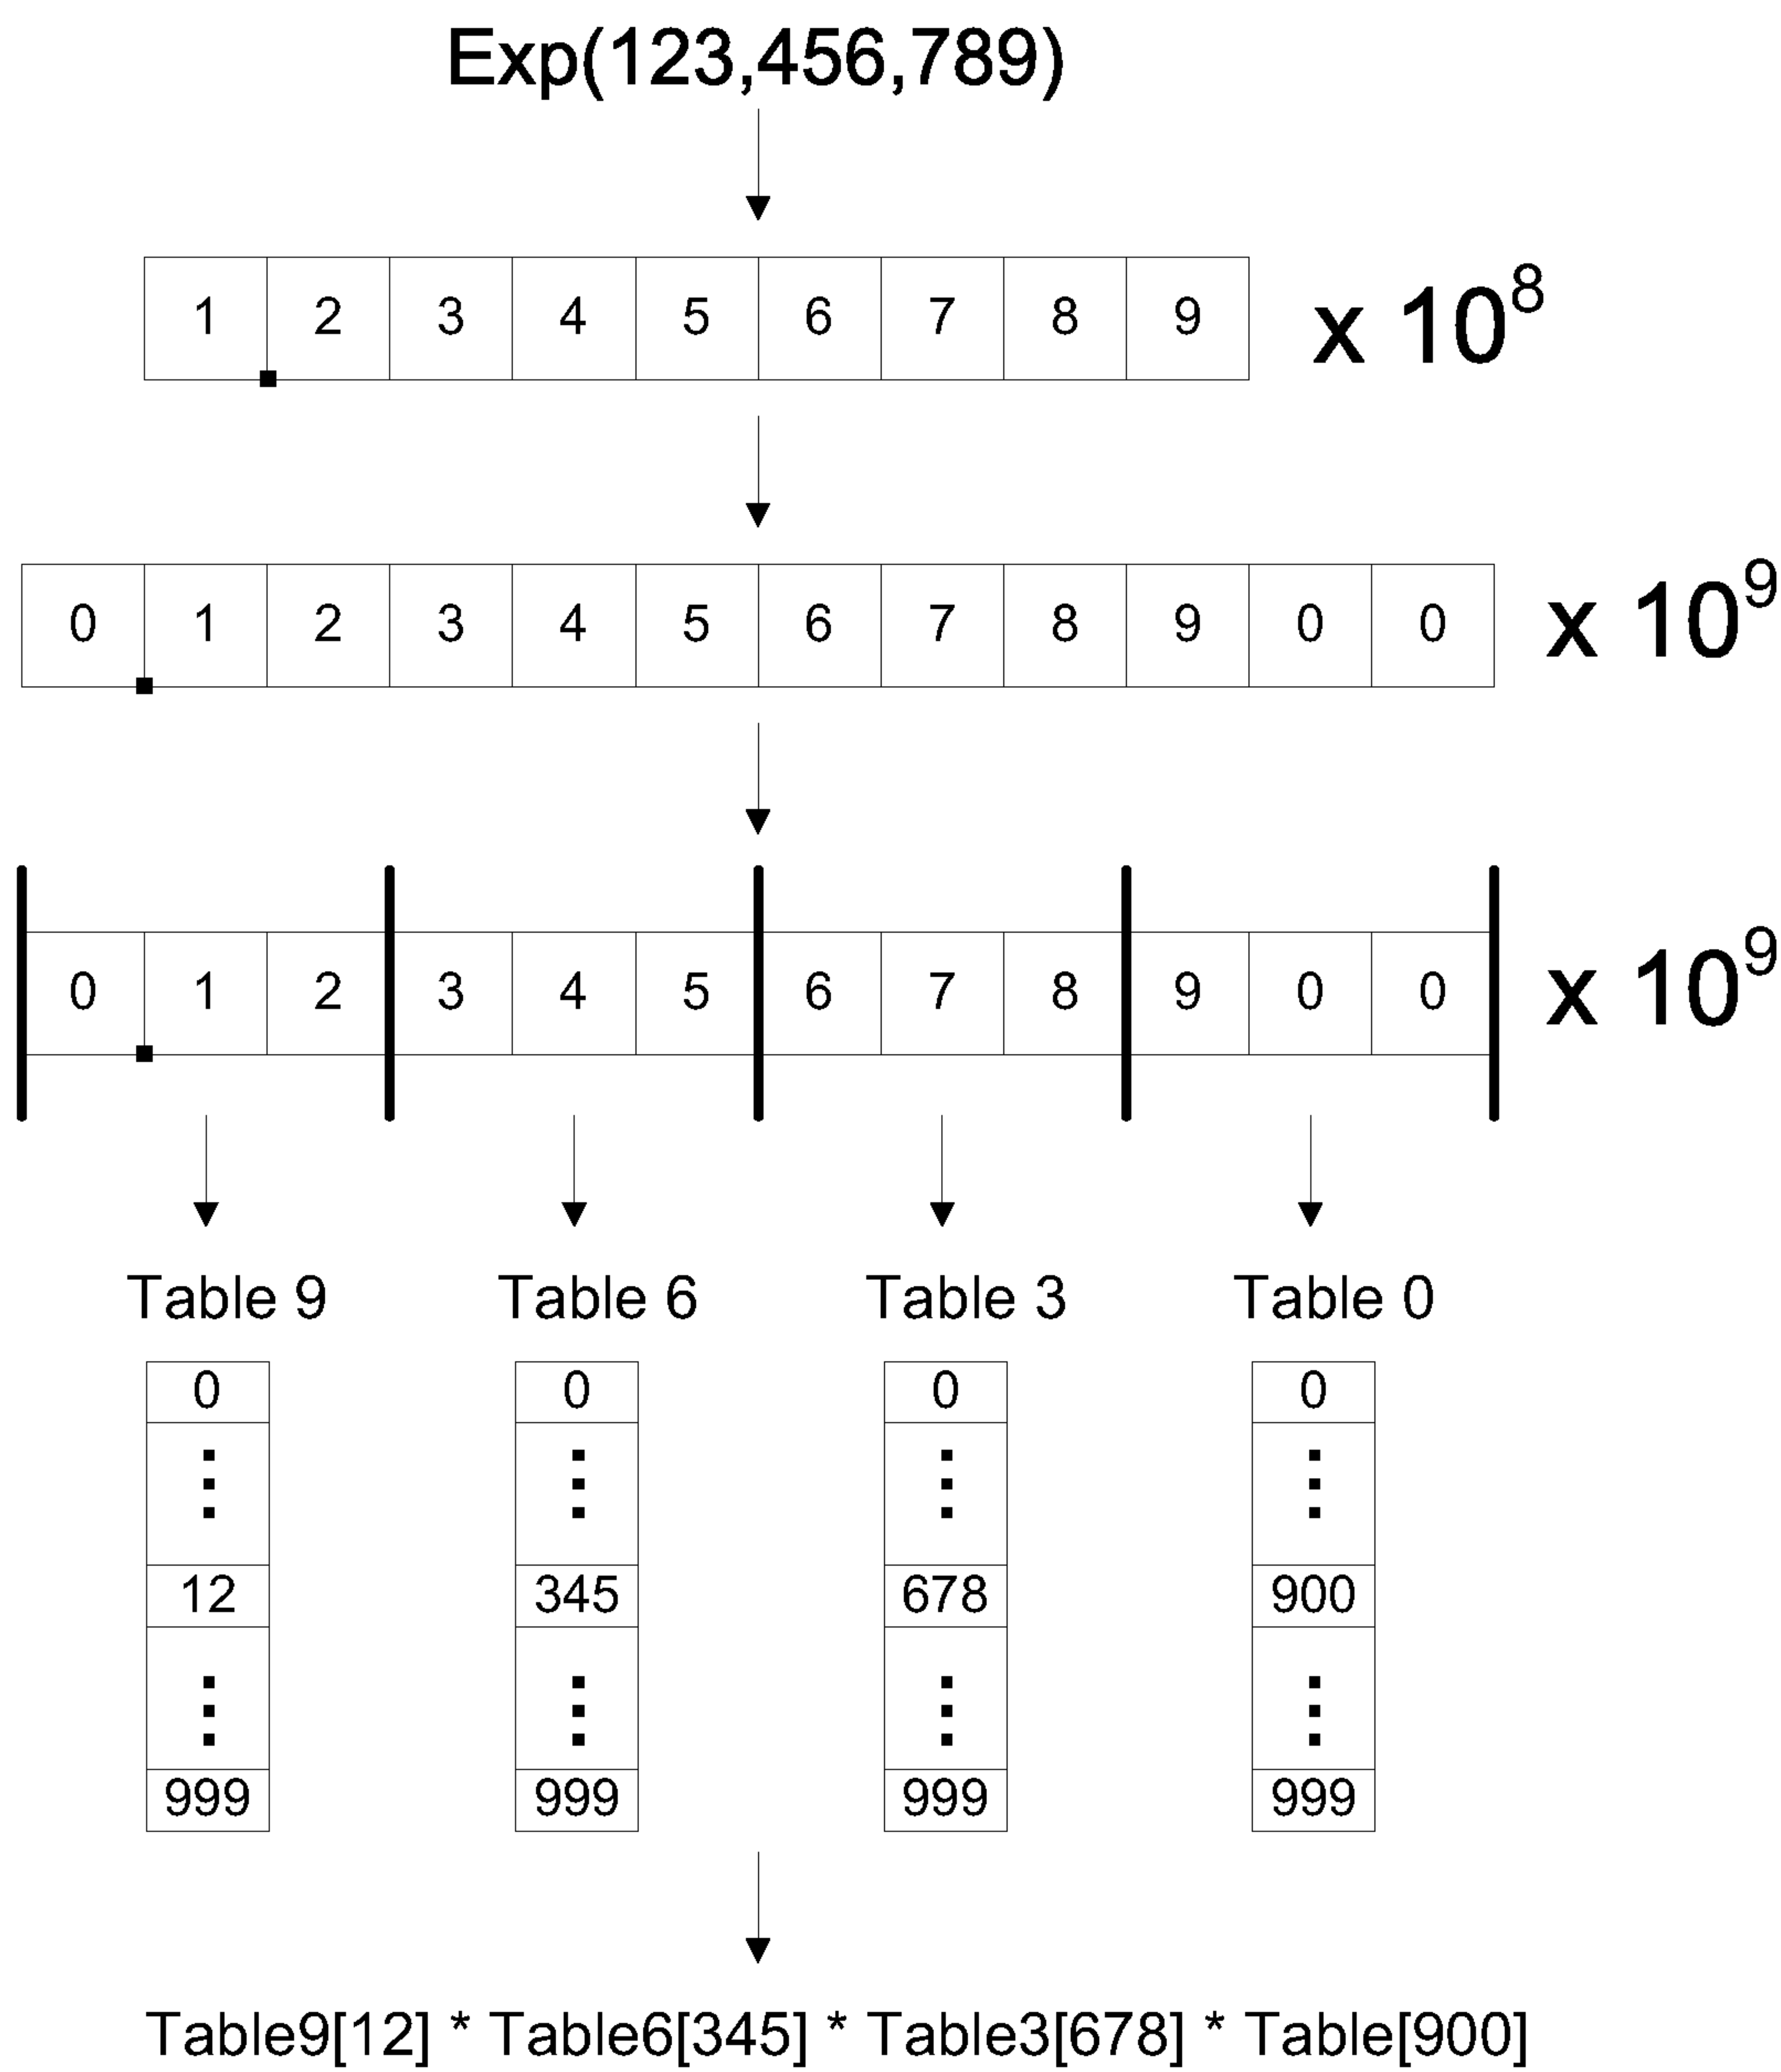 Exp(123,456,789)
1 2 3 4 5 6 7 8 9 x 10^8
0 1 2 3 4 5 6 7 8 9 0 0 x 10^9
0 1 2 3 4 5 6 7 8 9 0 0 x 10^9
Table 9 Table 6 Table 3 Table 0
0 0 0 0
12 345 678 900
999 999 999 999
Table9[12] * Table6[345] * Table3[678] * Table[900]